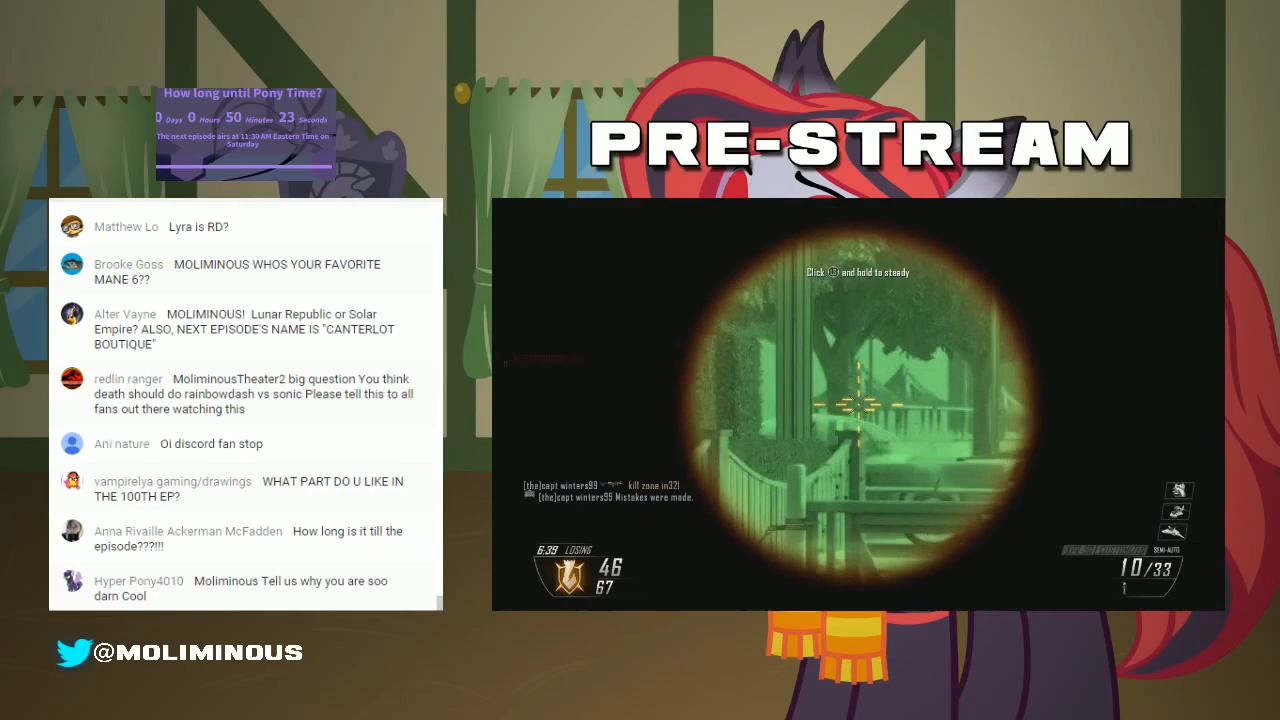 How long until Pony Time?
0 Days 0 Hours 50 Minutes 23 Seconds
The next episode airs at 11:30 AM Eastern Time on
Saturday
PRE-STREAM
Matthew Lo Lyra is RD?
Brooke Goss MOLIMINOUS WHOS YOUR FAVORITE
MANE 6??
Alter Vayne MOLIMINOUS! Lunar Republic or Solar
Empire? ALSO, NEXT EPISODE'S NAME IS "CANTERLOT
BOUTIQUE"
redlin ranger MoliminousTheater2 big question You think
death should do rainbowdash vs sonic Please tell this to all
fans out there watching this
Ani nature Oi discord fan stop
vampirelya gaming/drawings WHAT PART DO U LIKE IN
THE 100TH EP?
Anna Rivaille Ackerman McFadden How long is it till the
episode???!!!
Hyper Pony4010 Moliminous Tell us why you are soo
darn Cool
Click and hold to steady
[the]capt winters99 kill zone in321
[the]capt winters99 Mistakes were made.
6:39 LOSING
46
67
SEMI-AUTO
10/33
@MOLIMINOUS